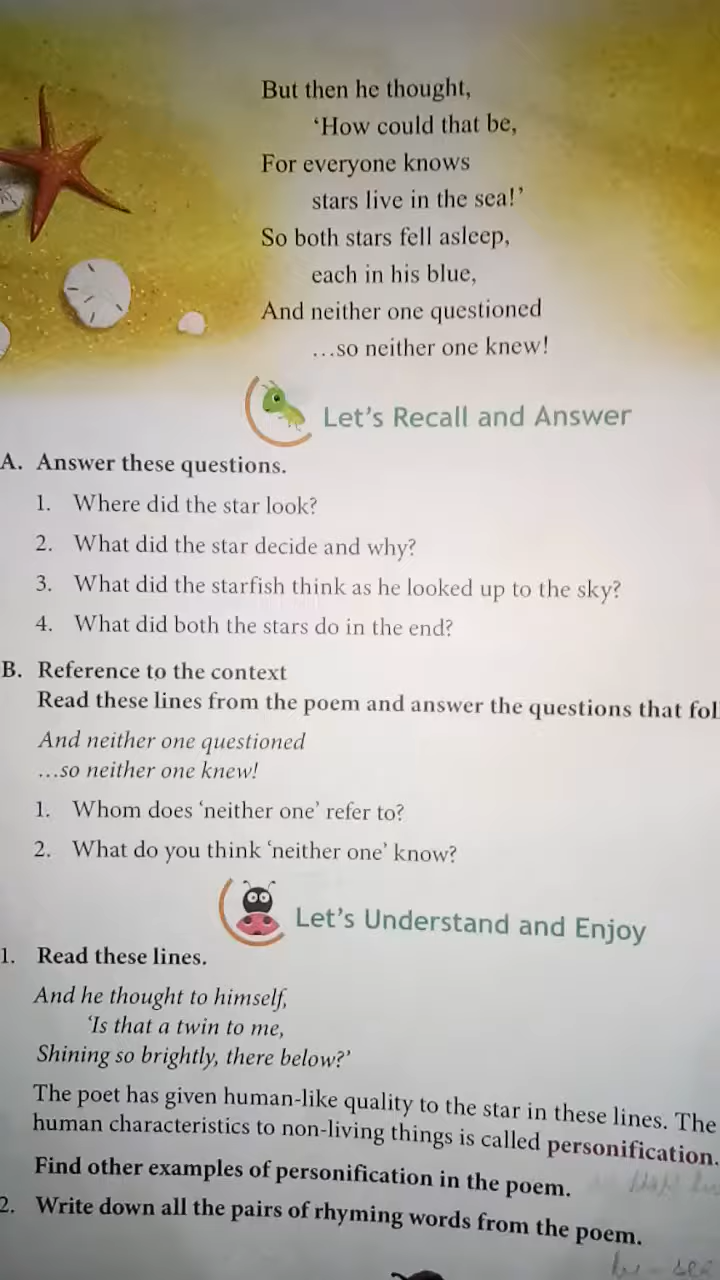 But then he thought,
‘How could that be,
For everyone knows
stars live in the sea!’
So both stars fell asleep,
each in his blue,
And neither one questioned
…so neither one knew!
Let’s Recall and Answer
A. Answer these questions.
1. Where did the star look?
2. What did the star decide and why?
3. What did the starfish think as he looked up to the sky?
4. What did both the stars do in the end?
B. Reference to the context
Read these lines from the poem and answer the questions that fol
And neither one questioned
…so neither one knew!
1. Whom does ‘neither one’ refer to?
2. What do you think ‘neither one’ know?
Let’s Understand and Enjoy
1. Read these lines.
And he thought to himself,
‘Is that a twin to me,
Shining so brightly, there below?’
The poet has given human-like quality to the star in these lines. The
human characteristics to non-living things is called personification.
Find other examples of personification in the poem.
2. Write down all the pairs of rhyming words from the poem.